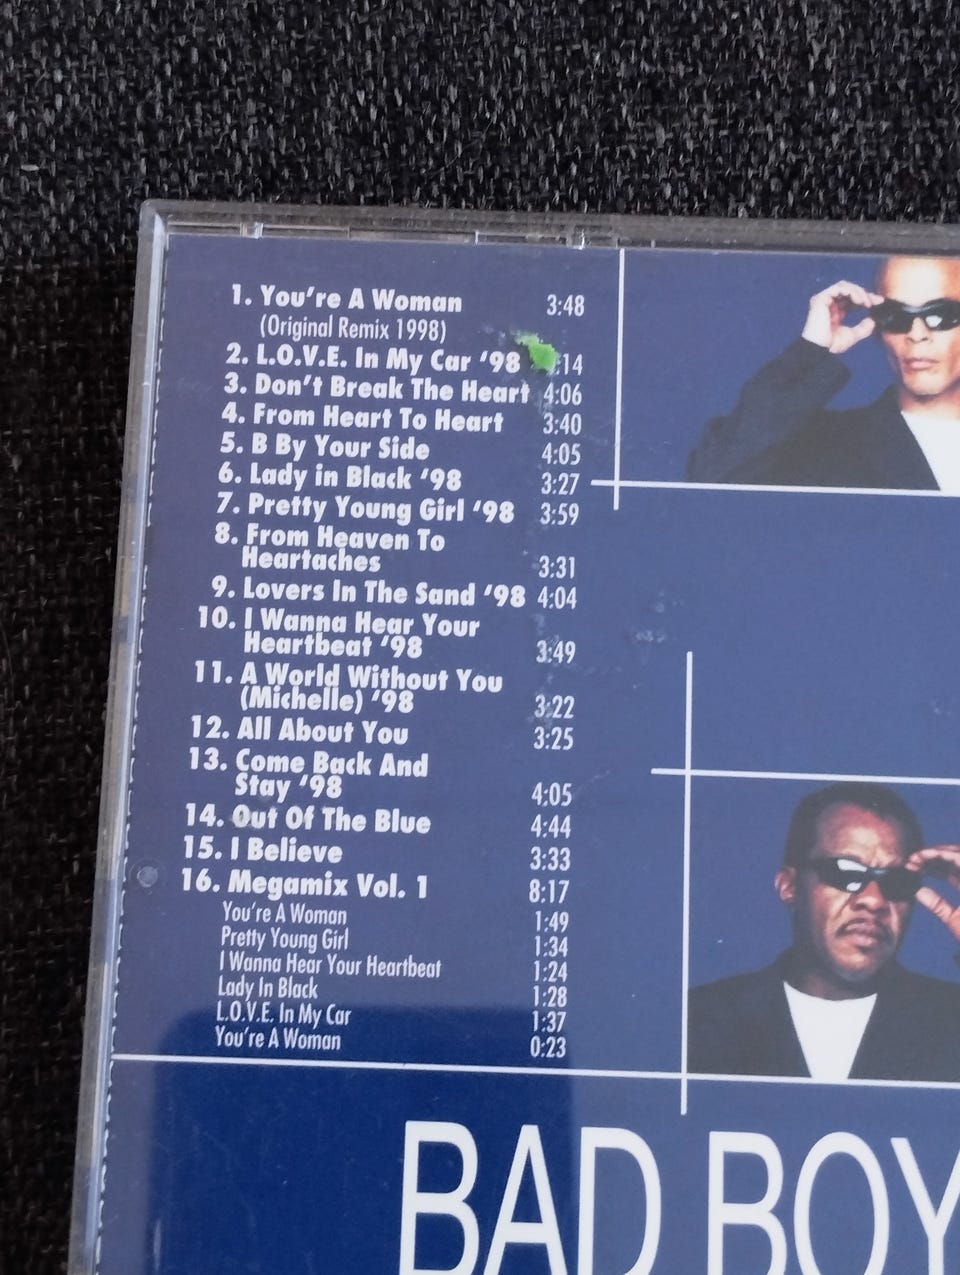 1. You're A Woman 3:48
(Original Remix 1998)
2. L.O.V.E. In My Car '98 :14
3. Don't Break The Heart 4:06
4. From Heart To Heart 3:40
5. B By Your Side 4:05
6. Lady in Black '98 3:27
7. Pretty Young Girl '98 3:59
8. From Heaven To
Heartaches 3:31
9. Lovers In The Sand '98 4:04
10. I Wanna Hear Your
Heartbeat '98 3:49
11. A World Without You
(Michelle) '98 3:22
12. All About You 3:25
13. Come Back And
Stay '98 4:05
14. Out Of The Blue 4:44
15. I Believe 3:33
16. Megamix Vol. 1 8:17
You're A Woman 1:49
Pretty Young Girl 1:34
I Wanna Hear Your Heartbeat 1:24
Lady In Black 1:28
L.O.V.E. In My Car 1:37
You're A Woman 0:23
BAD BOY